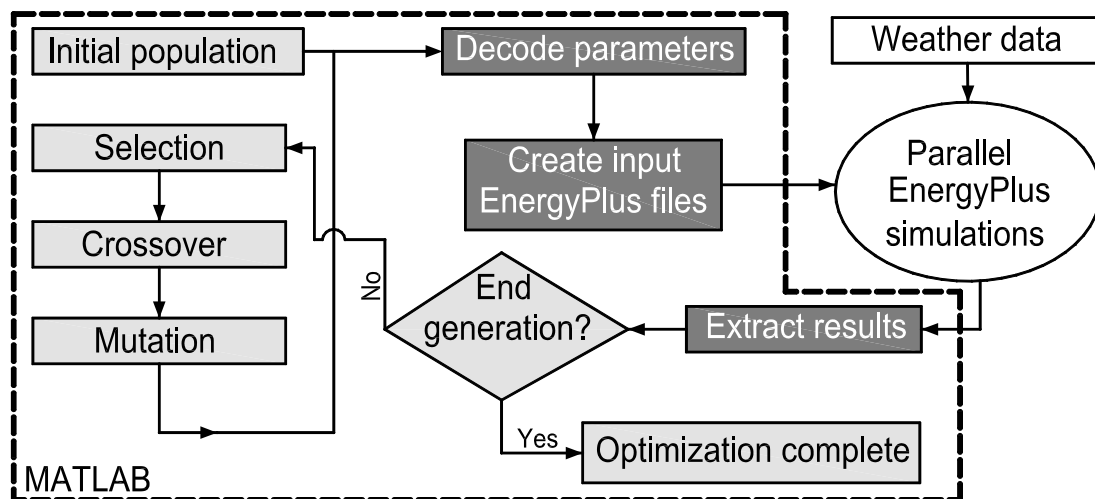 Initial population
Decode parameters
Weather data
Selection
Create input
EnergyPlus files
Parallel
EnergyPlus
simulations
Crossover
Mutation
No
End
generation?
Extract results
Yes
Optimization complete
MATLAB